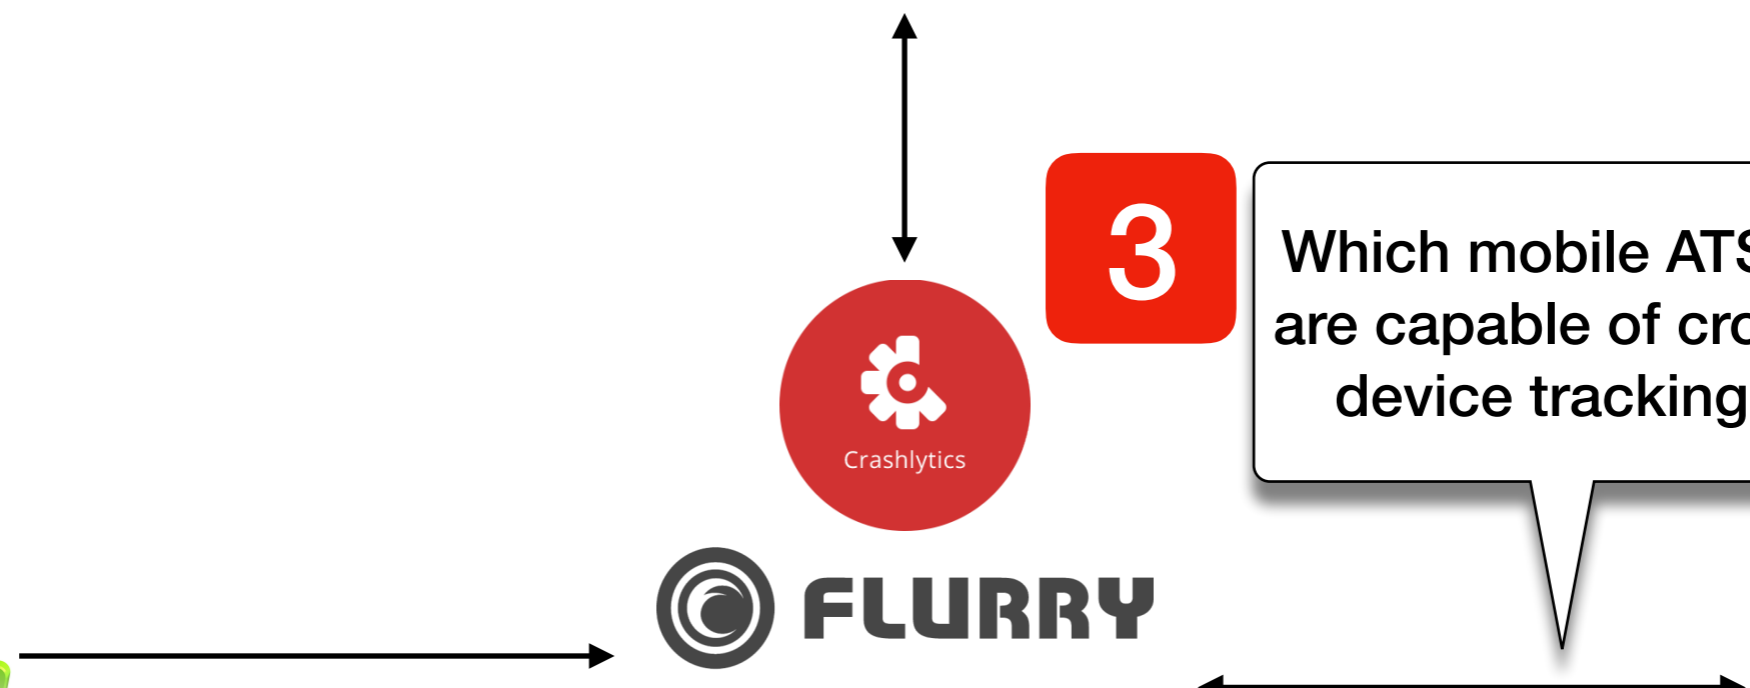 3
Which mobile ATS
are capable of cro
device tracking
Crashlytics
FLURRY